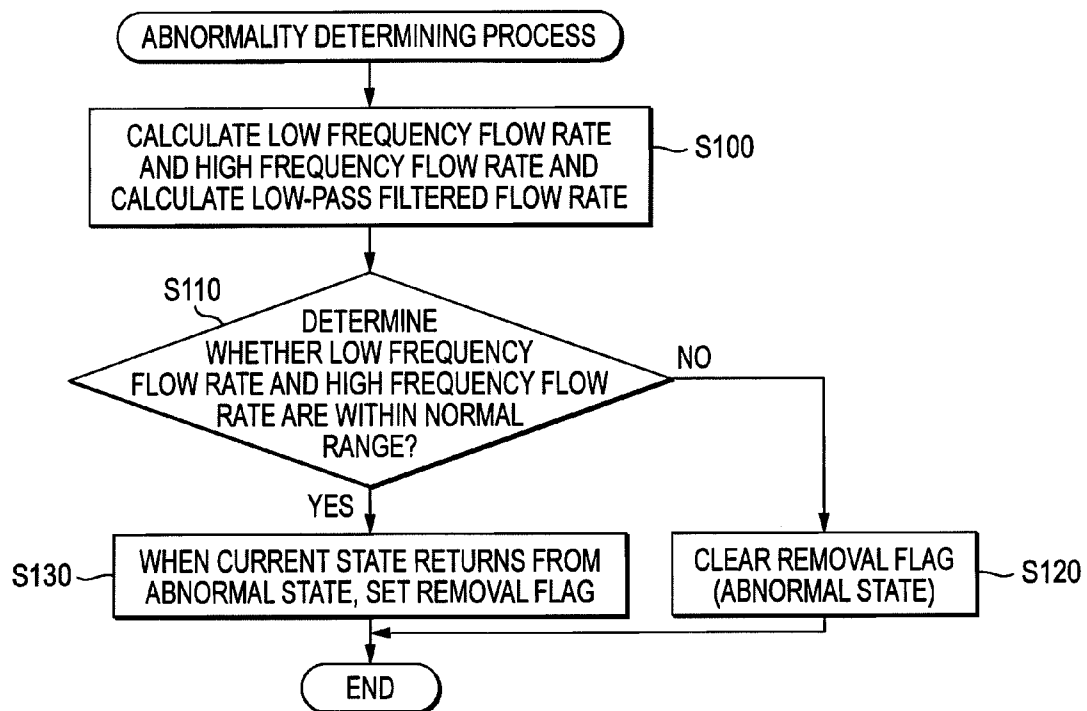 ABNORMALITY DETERMINING PROCESS
CALCULATE LOW FREQUENCY FLOW RATE
AND HIGH FREQUENCY FLOW RATE AND
CALCULATE LOW-PASS FILTERED FLOW RATE
S100
S110
DETERMINE
WHETHER LOW FREQUENCY
FLOW RATE AND HIGH FREQUENCY FLOW
RATE ARE WITHIN NORMAL
RANGE?
NO
YES
S130
WHEN CURRENT STATE RETURNS FROM
ABNORMAL STATE, SET REMOVAL FLAG
CLEAR REMOVAL FLAG
(ABNORMAL STATE)
S120
END